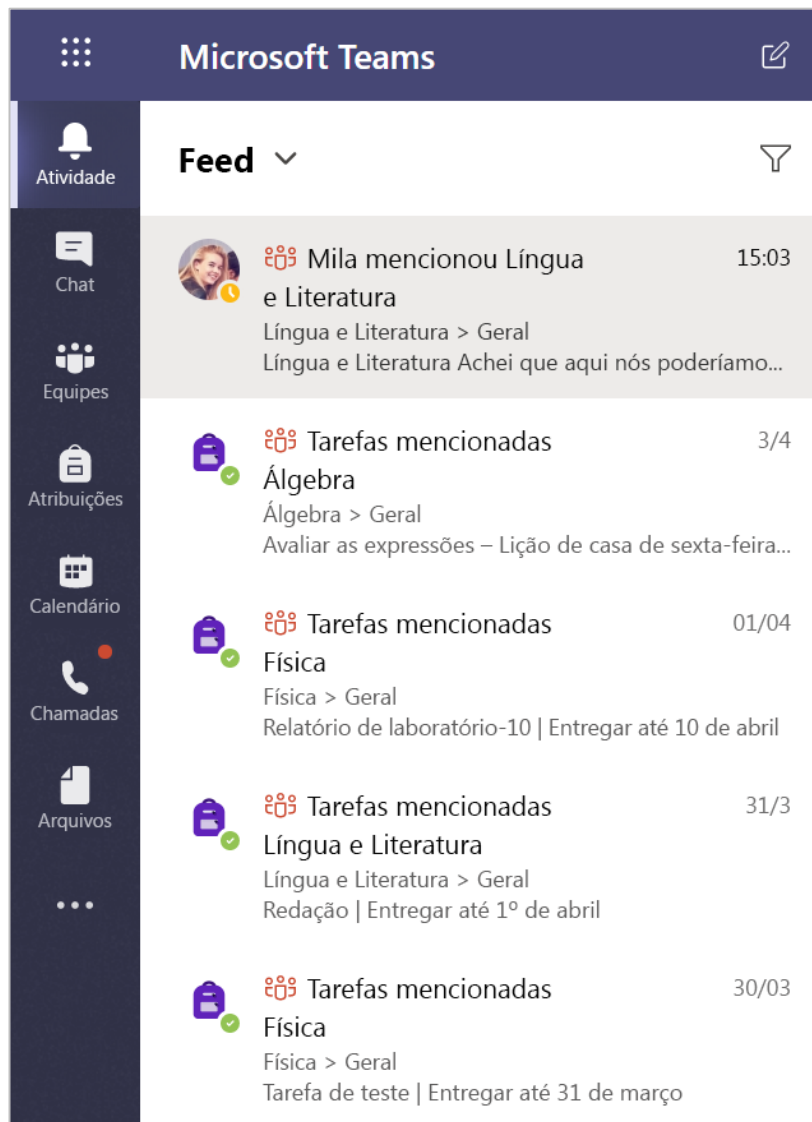 Microsoft Teams
Atividade
Chat
Equipes
Atribuições
Calendário
Chamadas
Arquivos
Feed
Mila mencionou Língua 15:03
e Literatura
Língua e Literatura > Geral
Língua e Literatura Achei que aqui nós poderíamo...
Tarefas mencionadas 3/4
Álgebra
Álgebra > Geral
Avaliar as expressões – Lição de casa de sexta-feira...
Tarefas mencionadas 01/04
Física
Física > Geral
Relatório de laboratório-10 | Entregar até 10 de abril
Tarefas mencionadas 31/3
Língua e Literatura
Língua e Literatura > Geral
Redação | Entregar até 1º de abril
Tarefas mencionadas 30/03
Física
Física > Geral
Tarefa de teste | Entregar até 31 de março